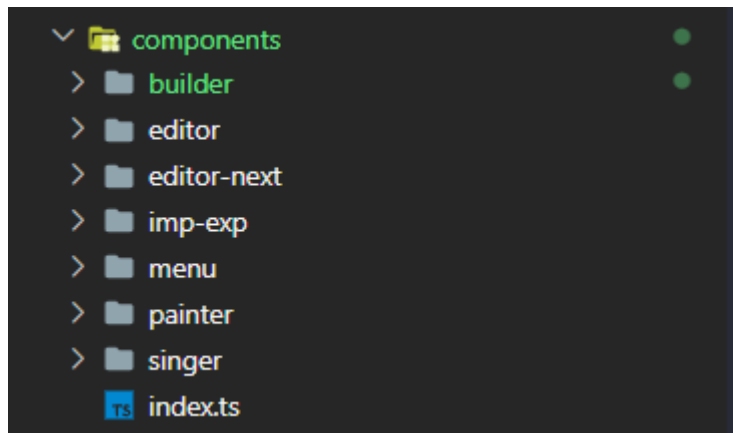 components
builder
editor
editor-next
imp-exp
menu
painter
singer
TS index.ts